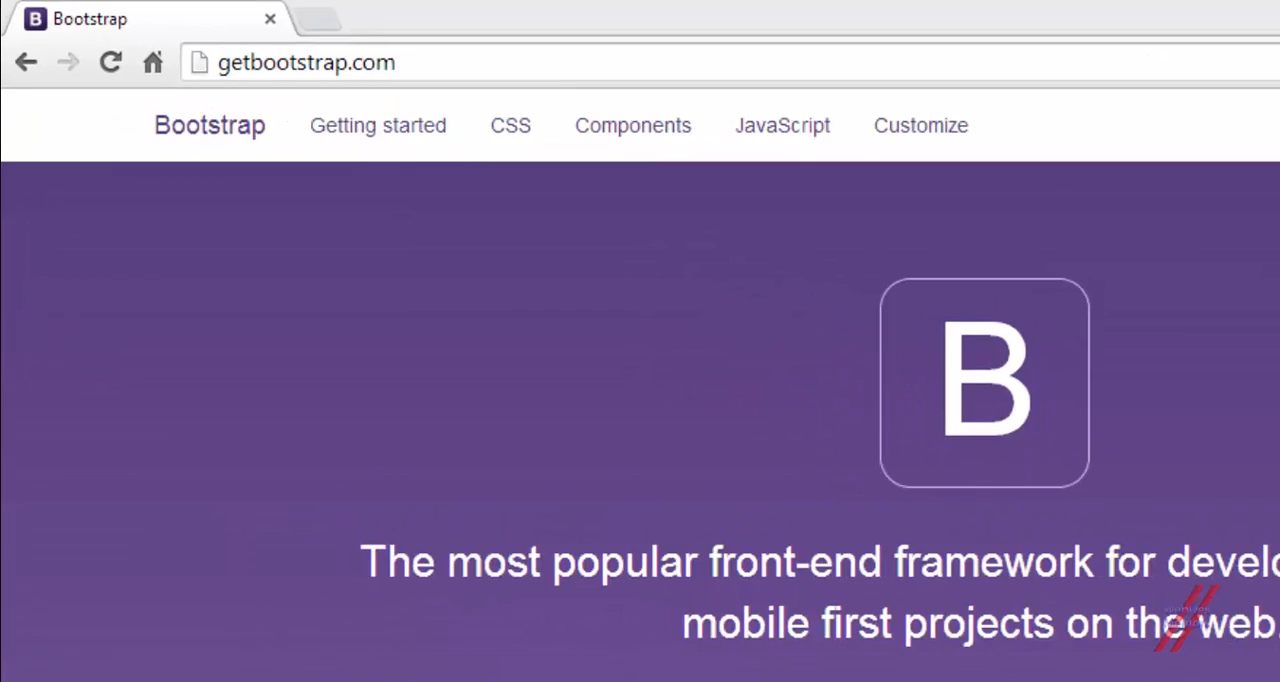 B Bootstrap
getbootstrap.com
Bootstrap Getting started CSS Components JavaScript Customize
B
The most popular front-end framework for develo
mobile first projects on the web.